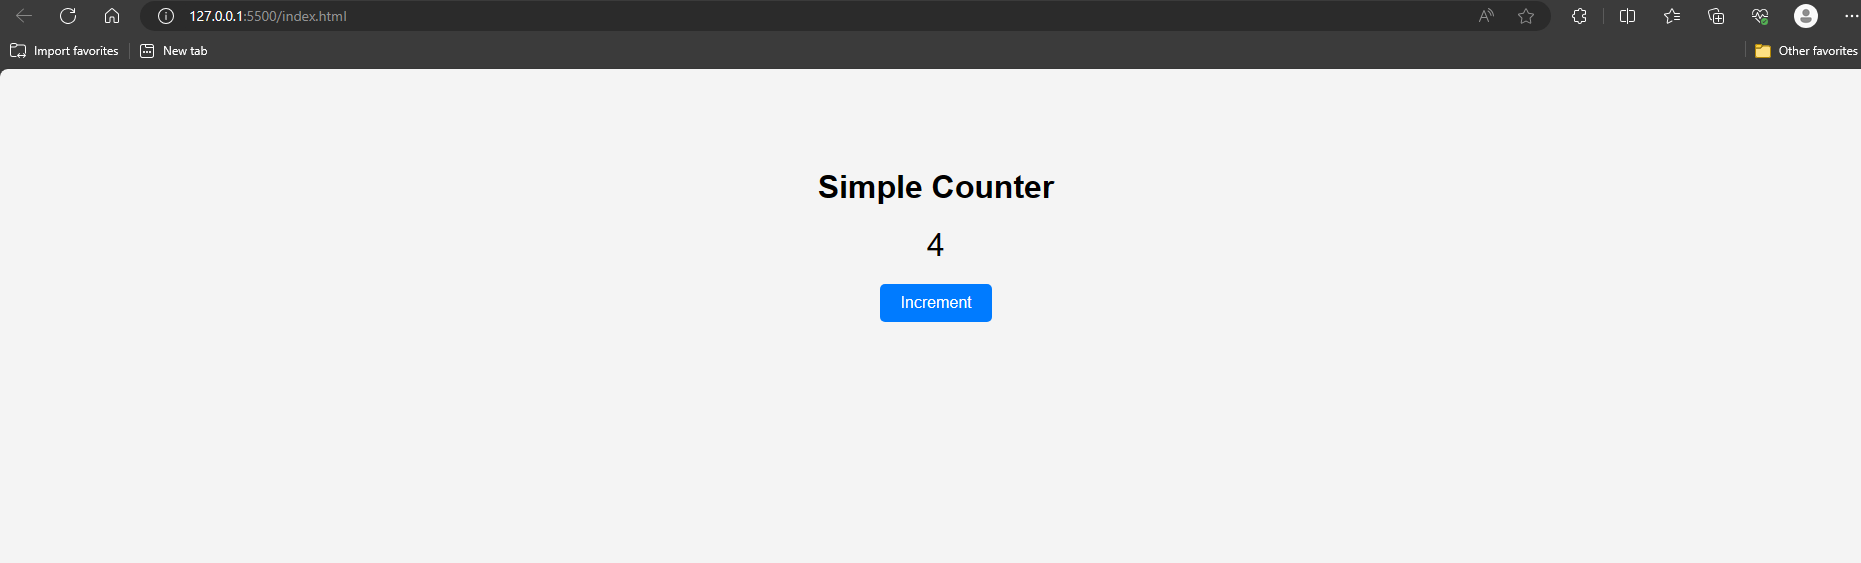 127.0.0.1:5500/index.html
Import favorites
New tab
Other favorites
Simple Counter
4
Increment